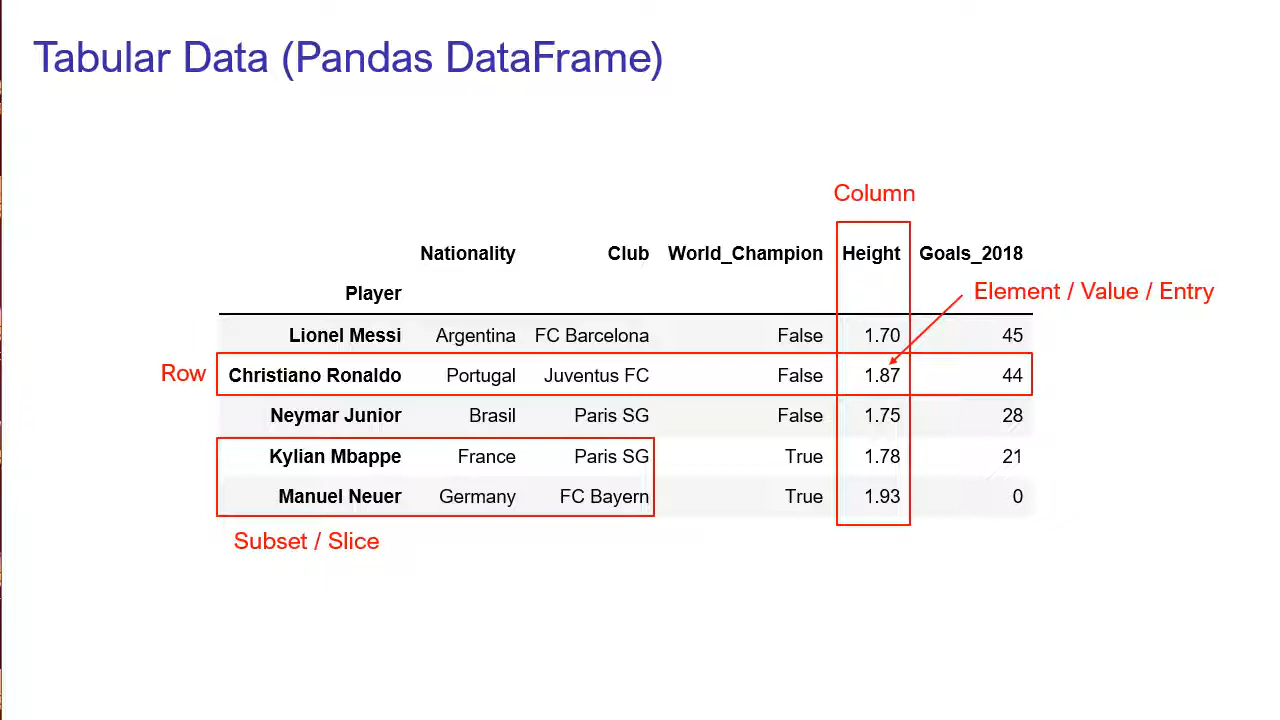 Tabular Data (Pandas DataFrame)
Column
Nationality Club World_Champion Height Goals_2018
Player
Element / Value / Entry
Lionel Messi Argentina FC Barcelona False 1.70 45
Row Christiano Ronaldo Portugal Juventus FC False 1.87 44
Neymar Junior Brasil Paris SG False 1.75 28
Kylian Mbappe France Paris SG True 1.78 21
Manuel Neuer Germany FC Bayern True 1.93 0
Subset / Slice